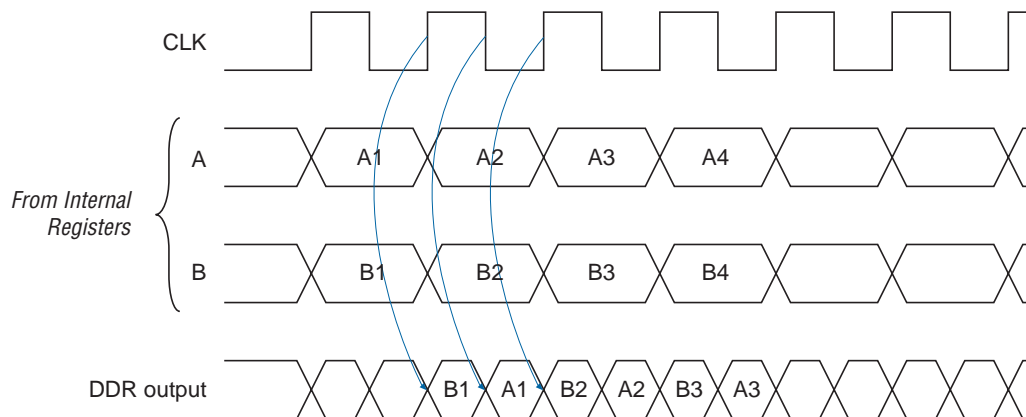 CLK
A
A1
A2
A3
A4
From Internal
Registers
B
B1
B2
B3
B4
DDR output
B1
A1
B2
A2
B3
A3